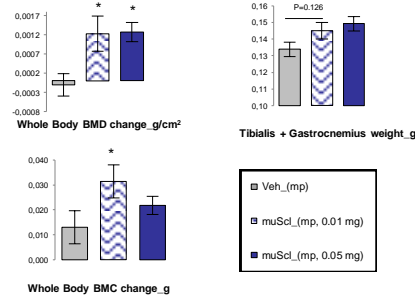 0,0017
0,0012
0,0007
0,0002
-0,0003
-0,0008
* *
Whole Body BMD change_g/cm²
0,16
0,15
0,14
0,13
0,12
0,11
0,10
P=0.126
Tibialis + Gastrocnemius weight_g
0,040
0,030
0,020
0,010
0,000
*
Whole Body BMC change_g
Veh_(mp)
muScl_(mp, 0.01 mg)
muScl_(mp, 0.05 mg)